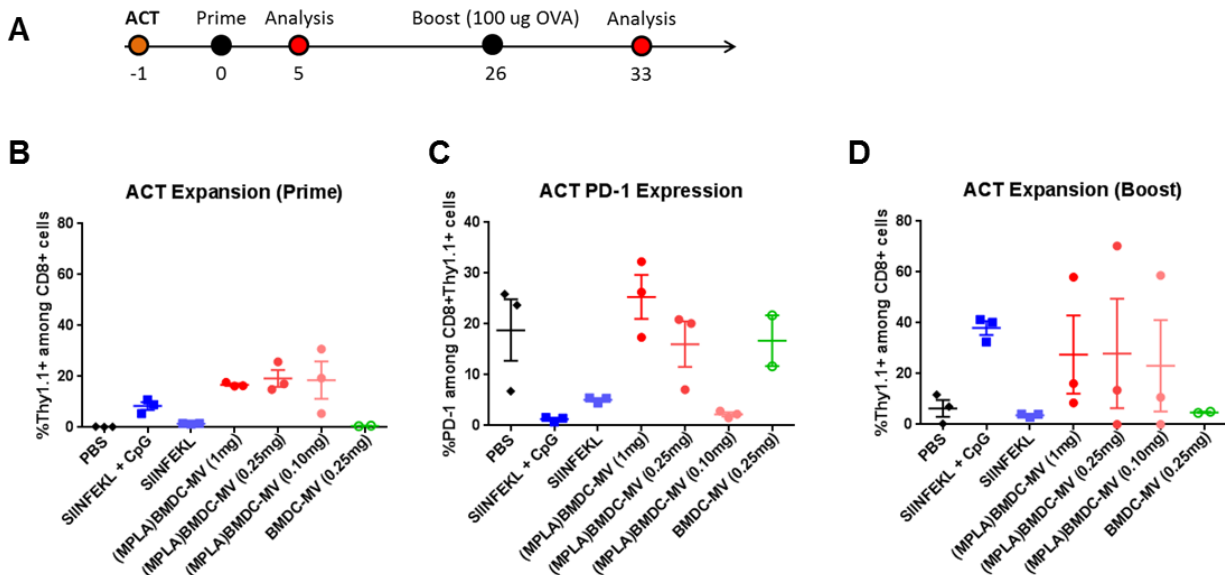 A
ACT Prime Analysis Boost (100 ug OVA) Analysis
-1 0 5 26 33
B
ACT Expansion (Prime)
%Thy1.1+ among CD8+ cells
80
60
40
20
0
PBS
SIINFEKL + CpG
SIINFEKL
(MPLA)BMDC-MV (1mg)
(MPLA)BMDC-MV (0.25mg)
(MPLA)BMDC-MV (0.10mg)
BMDC-MV (0.25mg)
C
ACT PD-1 Expression
%PD-1 among CD8+Thy1.1+ cells
40
30
20
10
0
PBS
SIINFEKL + CpG
SIINFEKL
(MPLA)BMDC-MV (1mg)
(MPLA)BMDC-MV (0.25mg)
(MPLA)BMDC-MV (0.10mg)
BMDC-MV (0.25mg)
D
ACT Expansion (Boost)
%Thy1.1+ among CD8+ cells
80
60
40
20
0
PBS
SIINFEKL + CpG
SIINFEKL
(MPLA)BMDC-MV (1mg)
(MPLA)BMDC-MV (0.25mg)
(MPLA)BMDC-MV (0.10mg)
BMDC-MV (0.25mg)